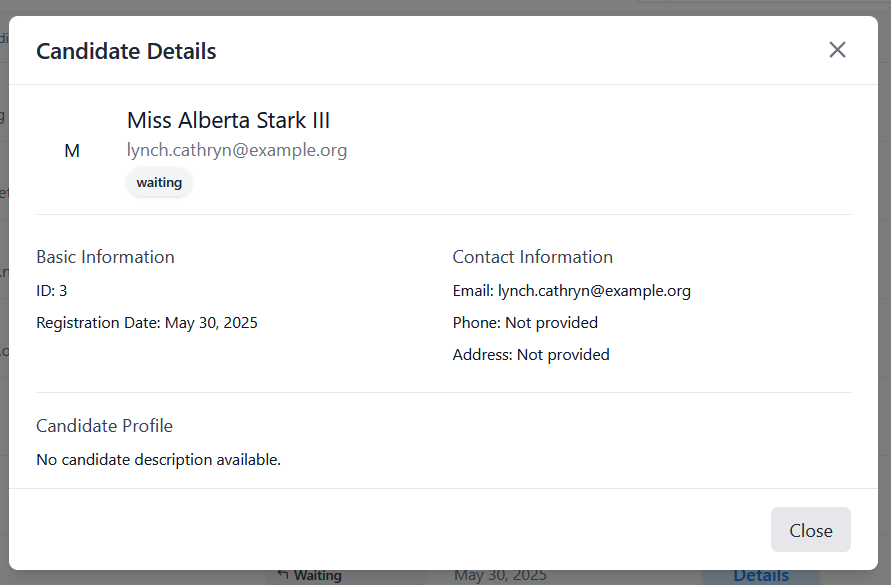 Candidate Details
Miss Alberta Stark III
M
lynch.cathryn@example.org
waiting
Basic Information
ID: 3
Registration Date: May 30, 2025
Contact Information
Email: lynch.cathryn@example.org
Phone: Not provided
Address: Not provided
Candidate Profile
No candidate description available.
Close
Waiting May 30, 2025 Details